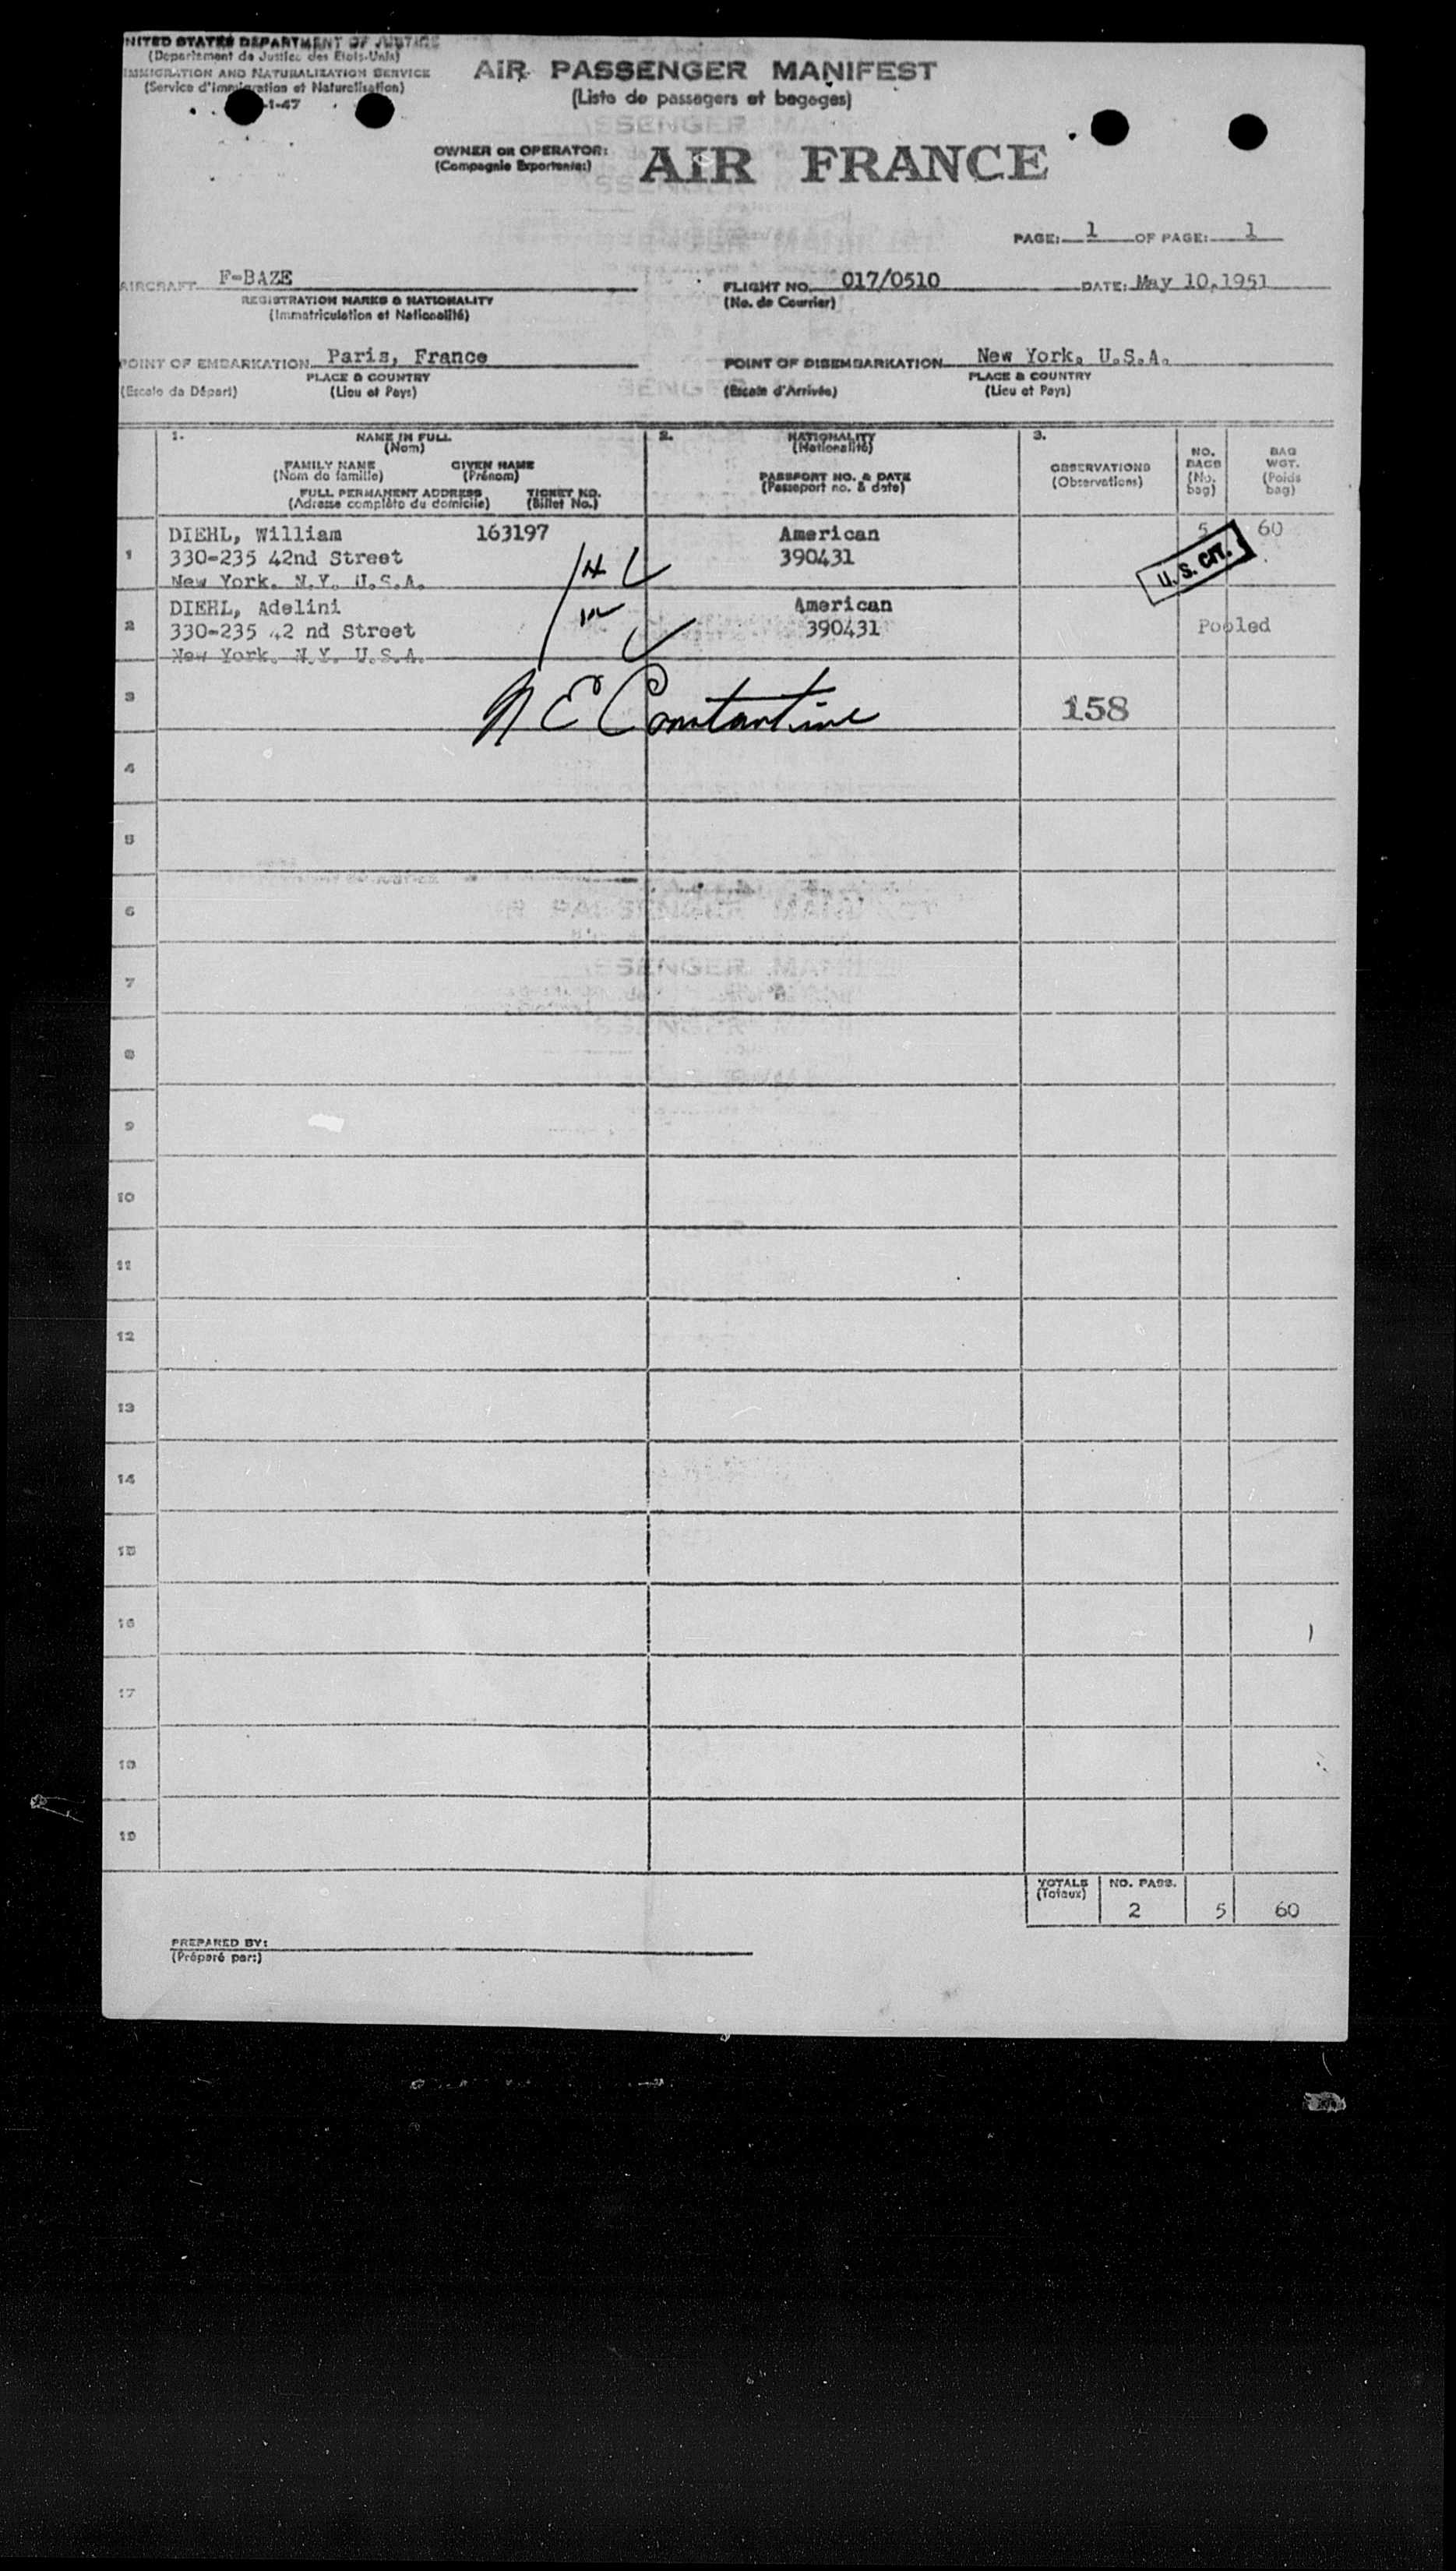 UNITED STATES DEPARTMENT OF JUSTICE
(Departement de Justice des Etats-Unis)
IMMIGRATION AND NATURALIZATION SERVICE
(Service d'Immigration et Naturalisation)
-1-47
AIR PASSENGER MANIFEST
(Liste de passagers et bagages)
OWNER OR OPERATOR: AIR FRANCE
(Compagnie Exportante:)
PAGE: 1 OF PAGE: 1
AIRCRAFT F-BAZE FLIGHT NO. 017/0510 DATE: May 10, 1951
REGISTRATION MARKS & NATIONALITY (No. de Courrier)
(Immatriculation et Nationalité)
POINT OF EMBARKATION Paris, France POINT OF DISEMBARKATION New York, U.S.A.
PLACE & COUNTRY PLACE & COUNTRY
(Escale de Départ) (Lieu et Pays) (Escale d'Arrivée) (Lieu et Pays)
1. NAME IN FULL 2. NATIONALITY 3.
(Nom) (Nationalité)
FAMILY NAME GIVEN NAME PASSPORT NO. & DATE OBSERVATIONS NO. BAGS BAG WGT.
(Nom de famille) (Prénom) (Passeport no. & date) (Observations) (No. bag) (Poids bag)
FULL PERMANENT ADDRESS TICKET NO.
(Adresse complète du domicile) (Billet No.)
1 DIEHL, William 163197 American 5 60
330-235 42nd Street 390431 U.S. CIT.
New York, N.Y. U.S.A.
2 DIEHL, Adelini American
330-235 42 nd Street 390431 Pooled
New York, N.Y. U.S.A.
3 N E Constantine 158
4
5
6
7
8
9
10
11
12
13
14
15
16
17
18
19
TOTALS NO. PASS.
(Totaux) 2 5 60
PREPARED BY:
(Préparé par:)